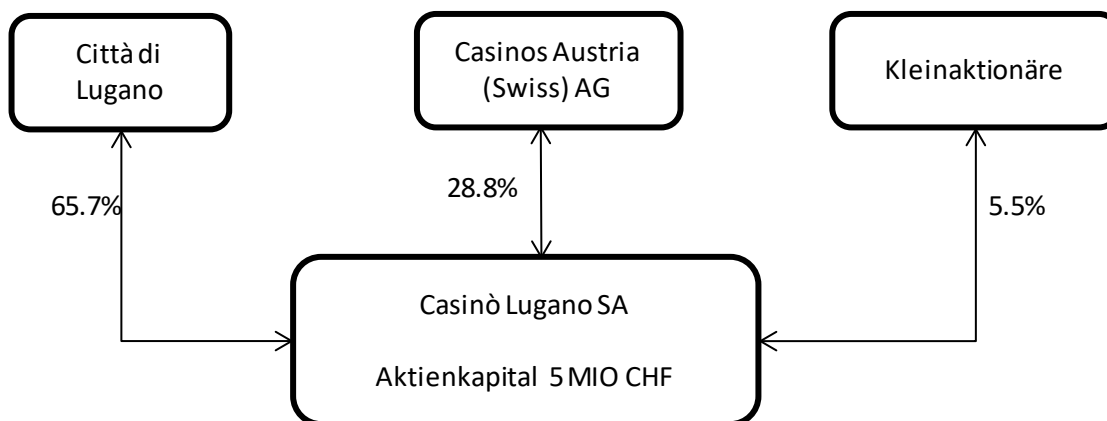 Città di
Lugano
Casinos Austria
(Swiss) AG
Kleinaktionäre
65.7%
28.8%
5.5%
Casinò Lugano SA
Aktienkapital 5 MIO CHF